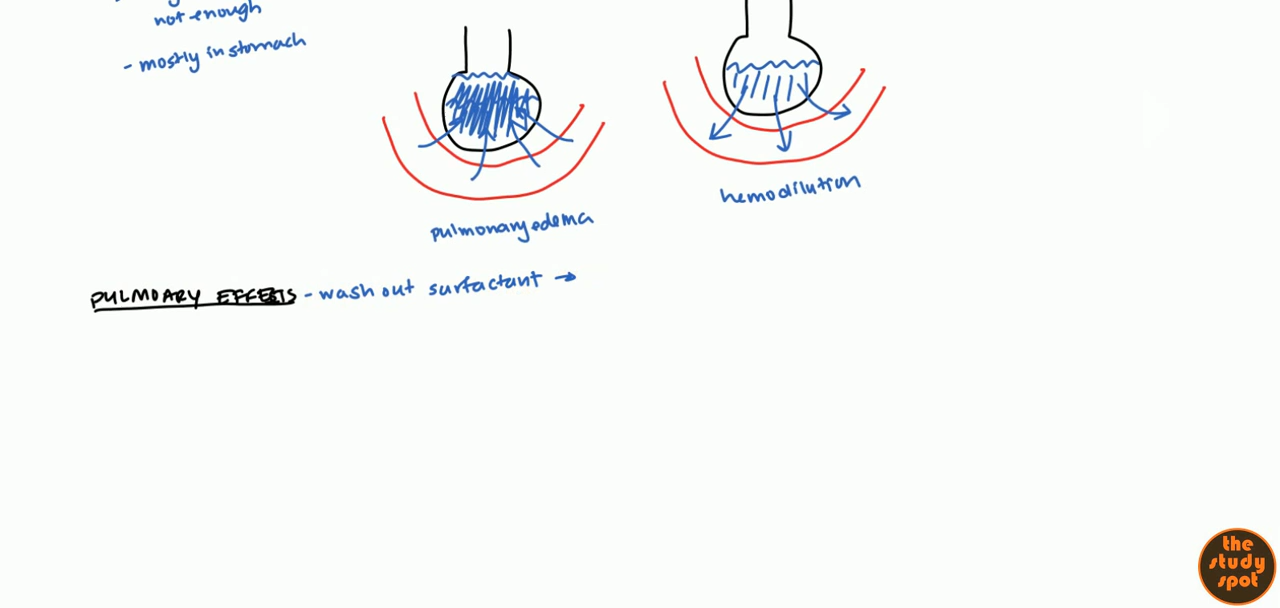 not enough
- mostly in stomach
pulmonary edema
hemodilution
PULMOARY EFFECTS - wash out surfactant →
the
study
spot